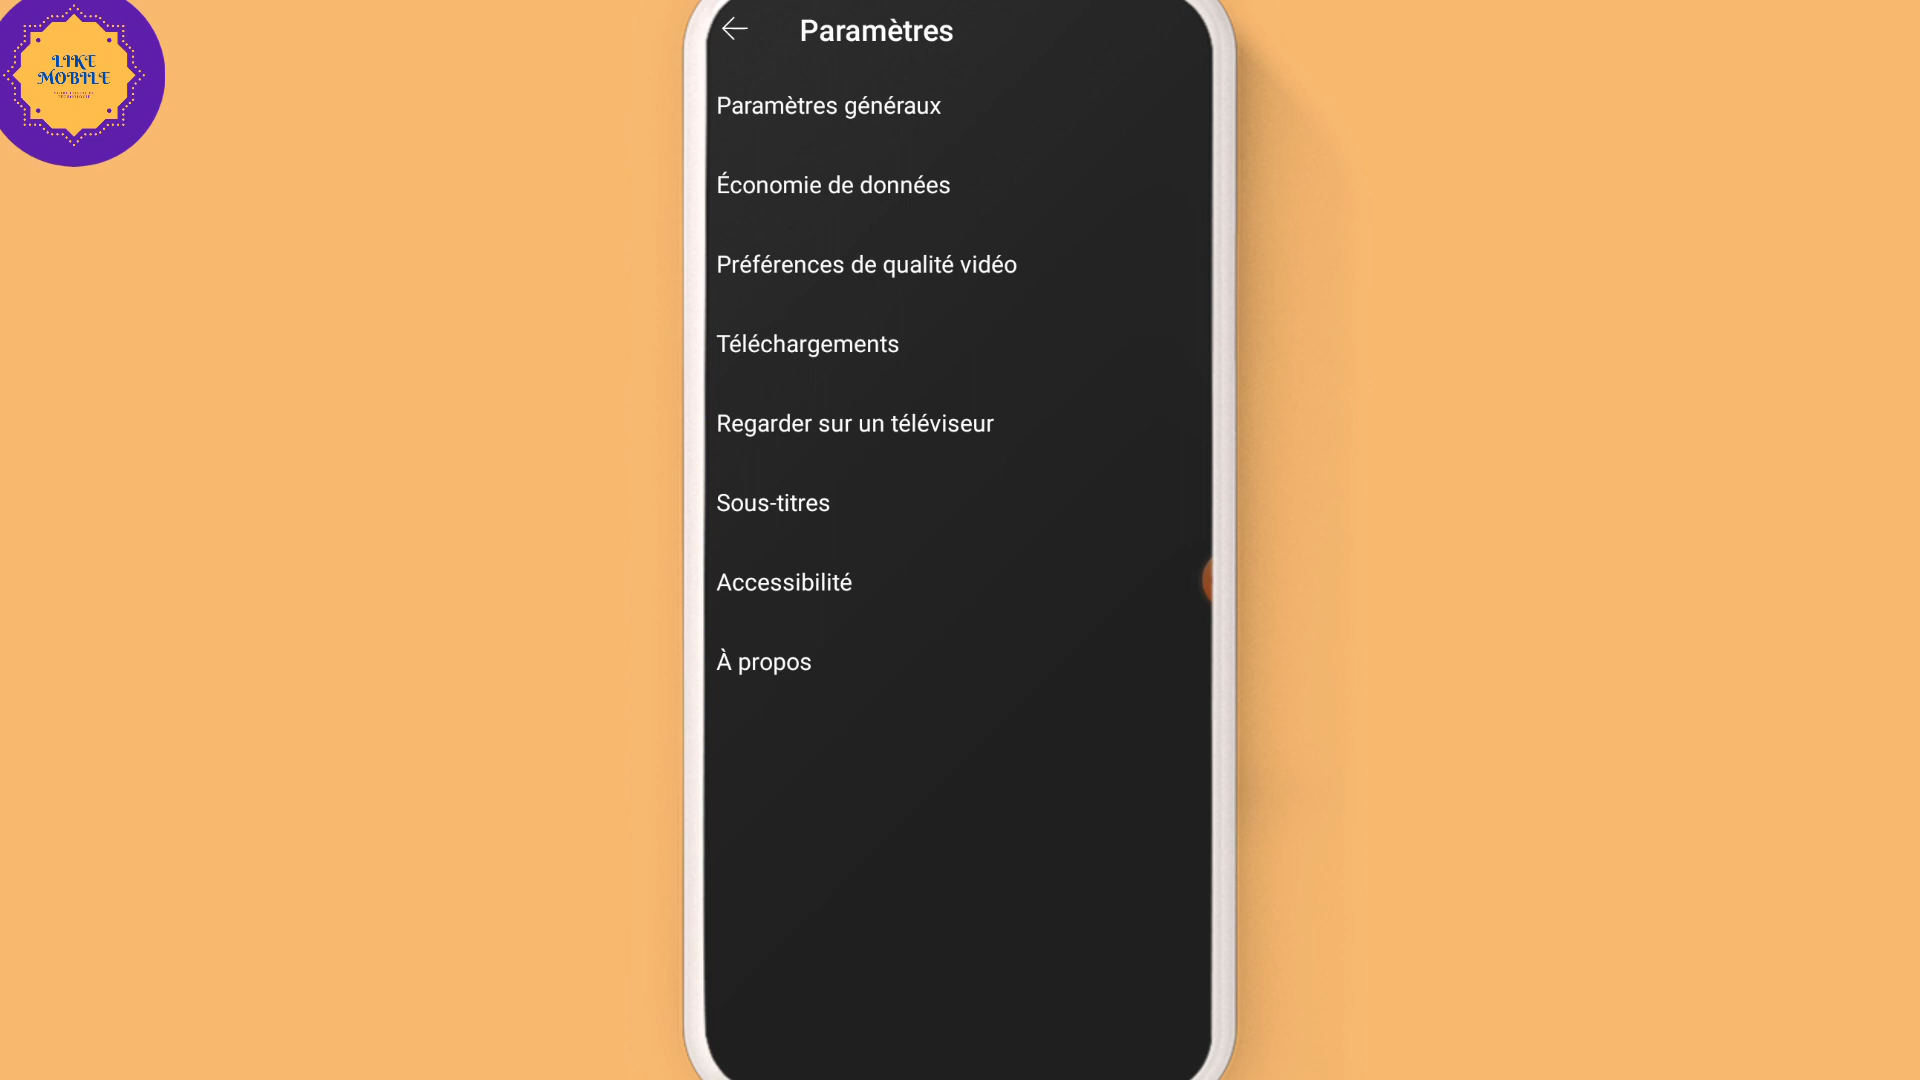 LIKE
MOBILE
Paramètres
Paramètres généraux
Économie de données
Préférences de qualité vidéo
Téléchargements
Regarder sur un téléviseur
Sous-titres
Accessibilité
À propos